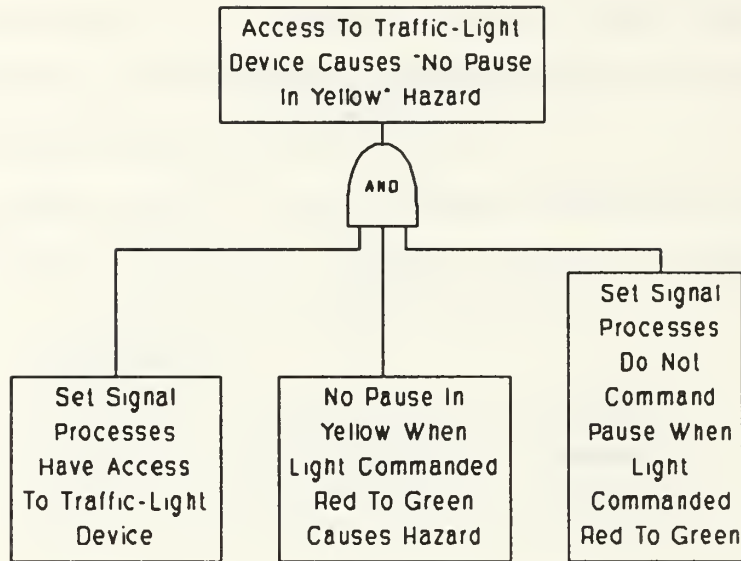 Access To Traffic-Light
Device Causes "No Pause
In Yellow" Hazard
AND
Set Signal
Processes
Have Access
To Traffic-Light
Device
No Pause In
Yellow When
Light Commanded
Red To Green
Causes Hazard
Set Signal
Processes
Do Not
Command
Pause When
Light
Commanded
Red To Green